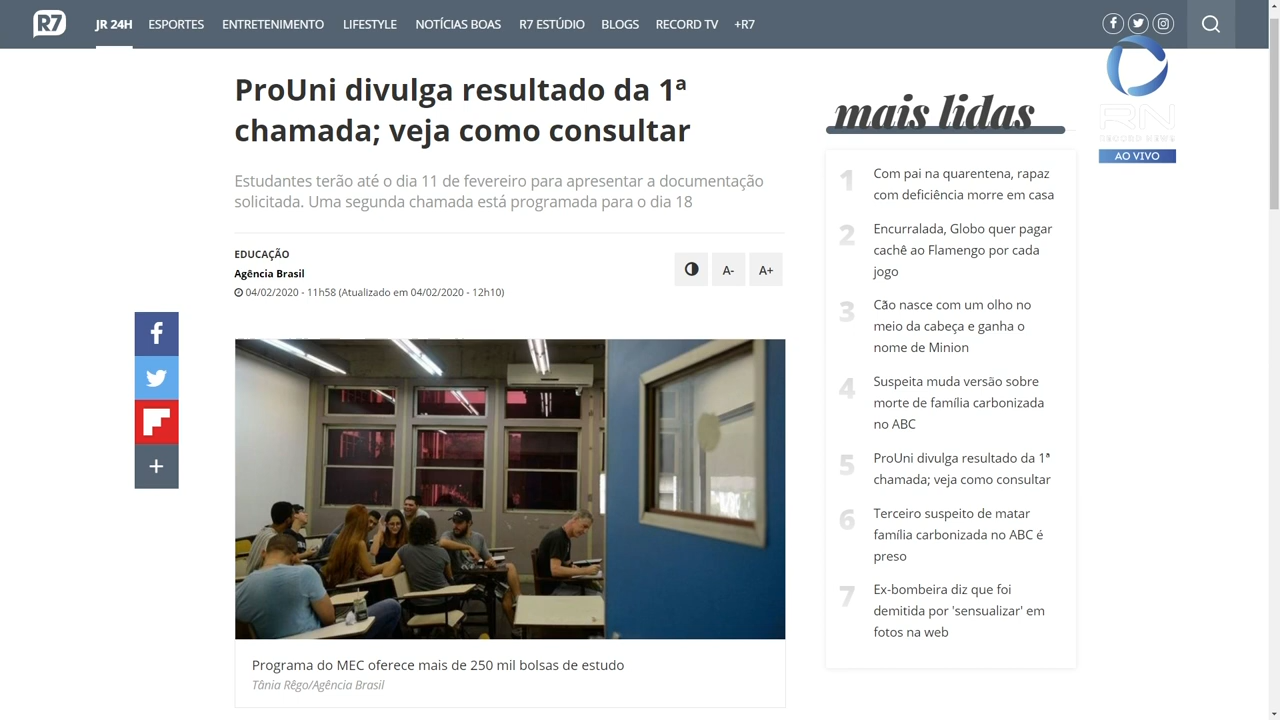 R7
JR 24H
ESPORTES
ENTRETENIMENTO
LIFESTYLE
NOTÍCIAS BOAS
R7 ESTÚDIO
BLOGS
RECORD TV
+R7
ProUni divulga resultado da 1ª
chamada; veja como consultar
Estudantes terão até o dia 11 de fevereiro para apresentar a documentação
solicitada. Uma segunda chamada está programada para o dia 18
EDUCAÇÃO
Agência Brasil
04/02/2020 - 11h58 (Atualizado em 04/02/2020 - 12h10)
A-
A+
Programa do MEC oferece mais de 250 mil bolsas de estudo
Tânia Rêgo/Agência Brasil
mais lidas
1 Com pai na quarentena, rapaz
com deficiência morre em casa
2 Encurralada, Globo quer pagar
cachê ao Flamengo por cada
jogo
3 Cão nasce com um olho no
meio da cabeça e ganha o
nome de Minion
4 Suspeita muda versão sobre
morte de família carbonizada
no ABC
5 ProUni divulga resultado da 1ª
chamada; veja como consultar
6 Terceiro suspeito de matar
família carbonizada no ABC é
preso
7 Ex-bombeira diz que foi
demitida por 'sensualizar' em
fotos na web
RN
RECORD NEWS
AO VIVO